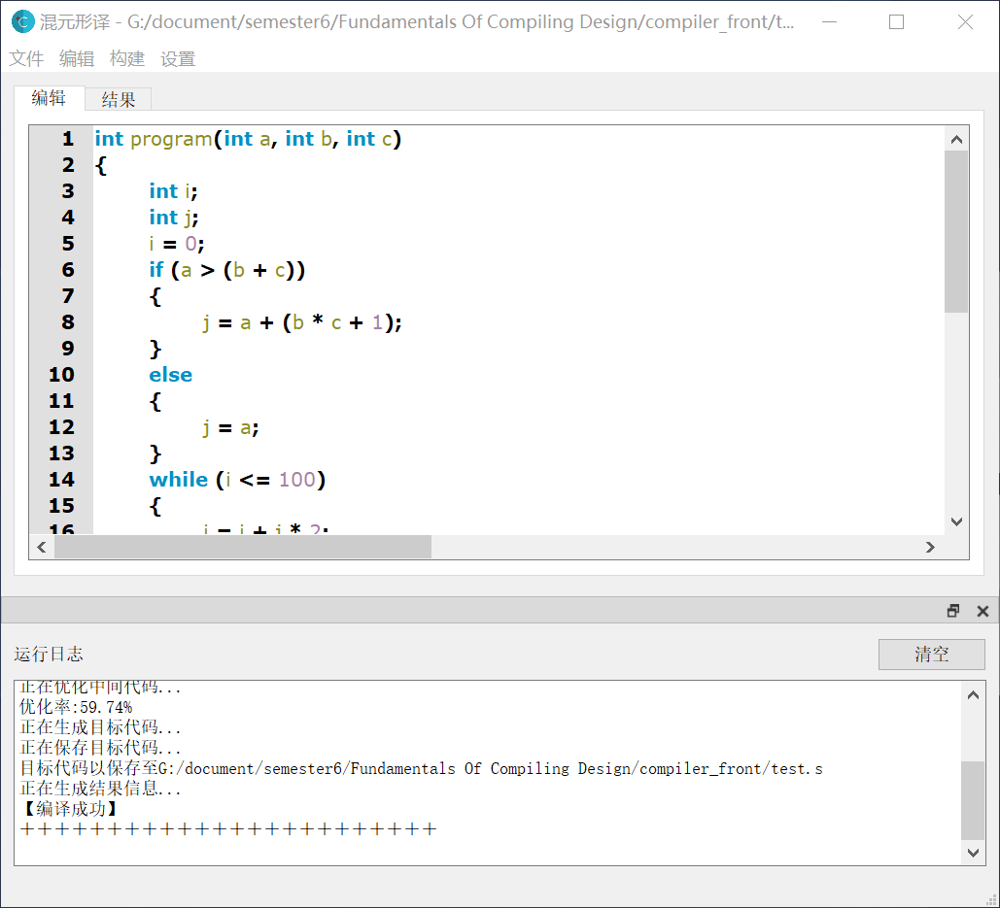 混元形译 - G:/document/semester6/Fundamentals Of Compiling Design/compiler_front/t...
文件 编辑 构建 设置
编辑 结果
1 int program(int a, int b, int c)
2 {
3 int i;
4 int j;
5 i = 0;
6 if (a > (b + c))
7 {
8 j = a + (b * c + 1);
9 }
10 else
11 {
12 j = a;
13 }
14 while (i <= 100)
15 {
16 i = j * 2;
运行日志 清空
正在优化中间代码...
优化率:59.74%
正在生成目标代码...
正在保存目标代码...
目标代码以保存至G:/document/semester6/Fundamentals Of Compiling Design/compiler_front/test.s
正在生成结果信息...
【编译成功】
++++++++++++++++++++++++